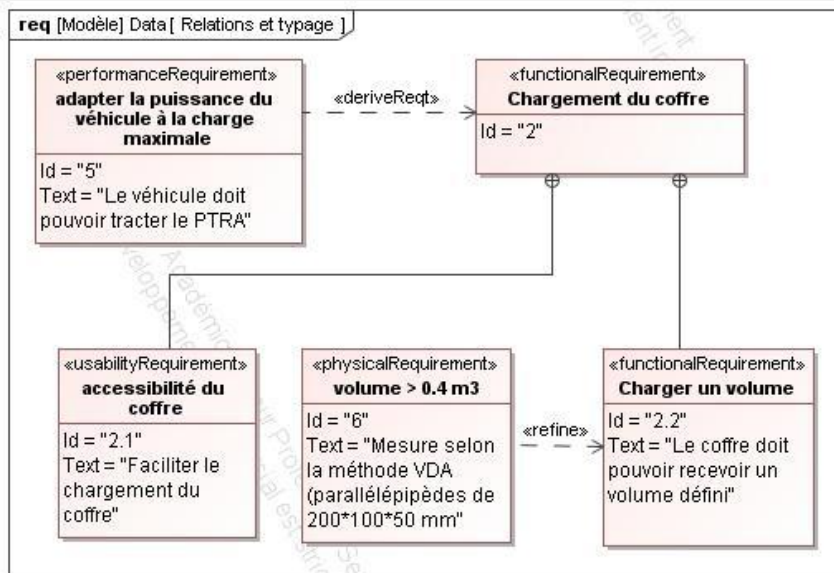 req [Modèle] Data [ Relations et typage ]
«performanceRequirement»
adapter la puissance du
véhicule à la charge
maximale
Id = "5"
Text = "Le véhicule doit
pouvoir tracter le PTRA"
«deriveReqt»
«functionalRequirement»
Chargement du coffre
Id = "2"
«usabilityRequirement»
accessibilité du
coffre
Id = "2.1"
Text = "Faciliter le
chargement du
coffre"
«physicalRequirement»
volume > 0.4 m3
Id = "6"
Text = "Mesure selon
la méthode VDA
(parallélépipèdes de
200*100*50 mm"
«refine»
«functionalRequirement»
Charger un volume
Id = "2.2"
Text = "Le coffre doit
pouvoir recevoir un
volume défini"